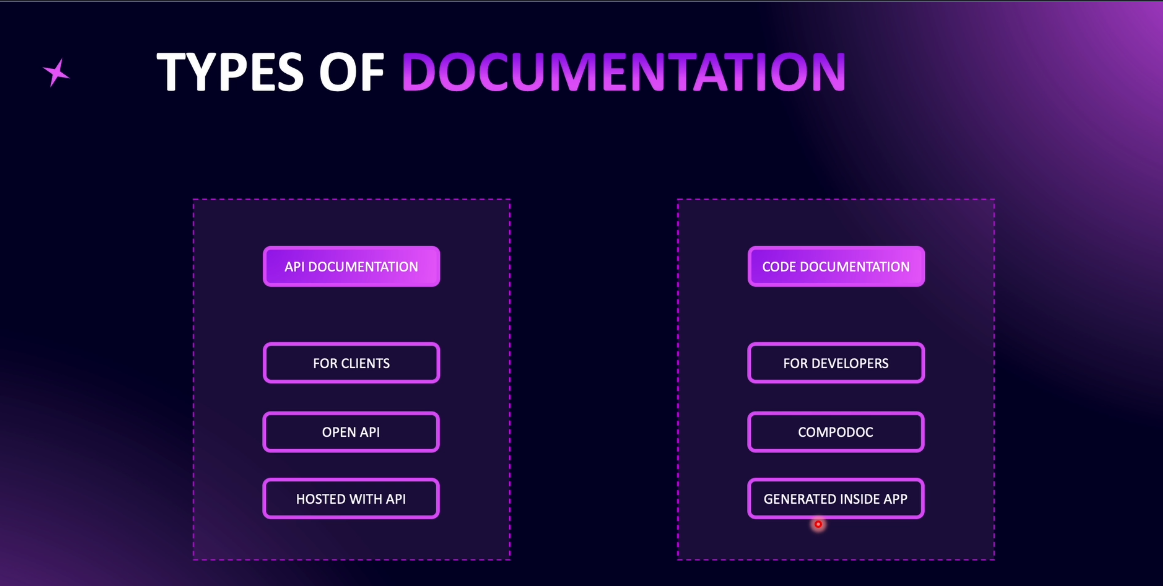 TYPES OF DOCUMENTATION
API DOCUMENTATION
FOR CLIENTS
OPEN API
HOSTED WITH API
CODE DOCUMENTATION
FOR DEVELOPERS
COMPODOC
GENERATED INSIDE APP